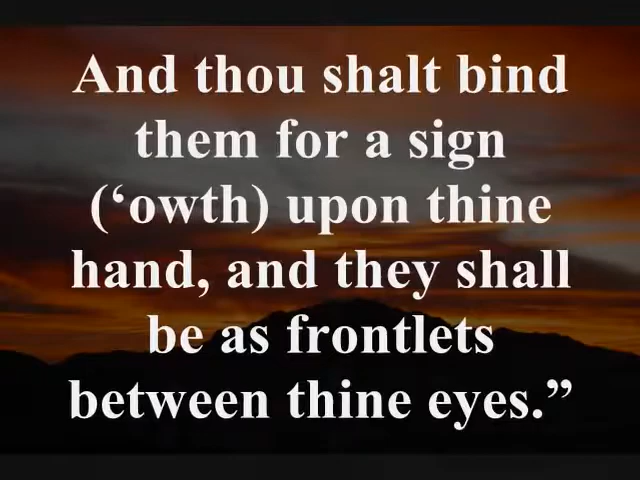 And thou shalt bind
them for a sign
(‘owth) upon thine
hand, and they shall
be as frontlets
between thine eyes.”